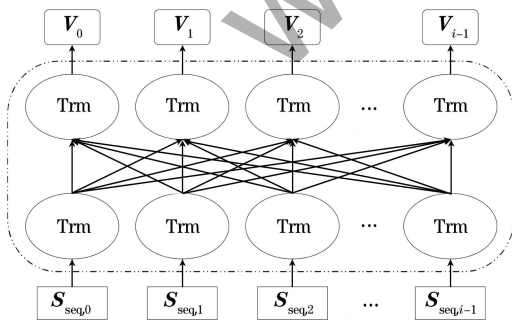 V0 V1 V2 Vi−1
Trm Trm Trm ... Trm
Trm Trm Trm ... Trm
Sseq,0 Sseq,1 Sseq,2 ... Sseq,i−1